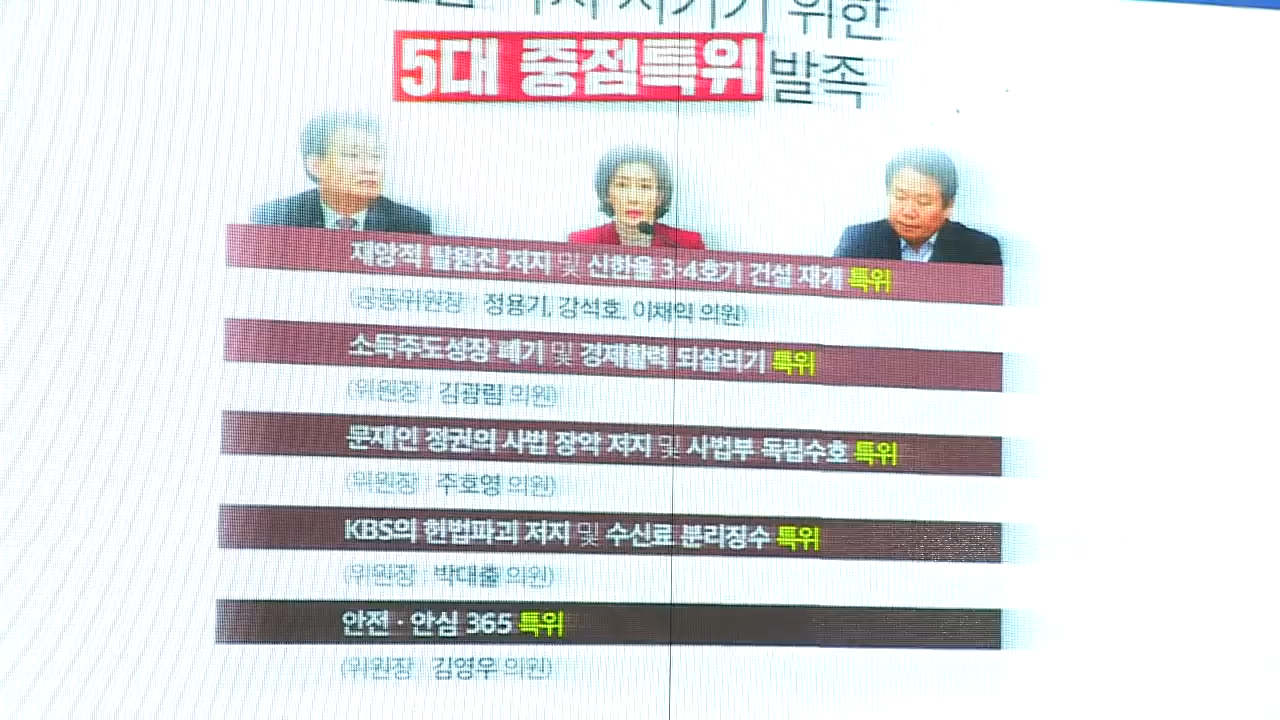 지키기 위한
5대 중점특위 발족
재앙적 탈원전 저지 및 신한울 3·4호기 건설 재개 특위
(공동위원장 : 정용기, 강석호, 이채익 의원)
소득주도성장 폐기 및 경제활력 되살리기 특위
(위원장 : 김광림 의원)
문재인 정권의 사법 장악 저지 및 사법부 독립수호 특위
(위원장 : 주호영 의원)
KBS의 헌법파괴 저지 및 수신료 분리징수 특위
(위원장 : 박대출 의원)
안전 · 안심 365 특위
(위원장 : 김영우 의원)